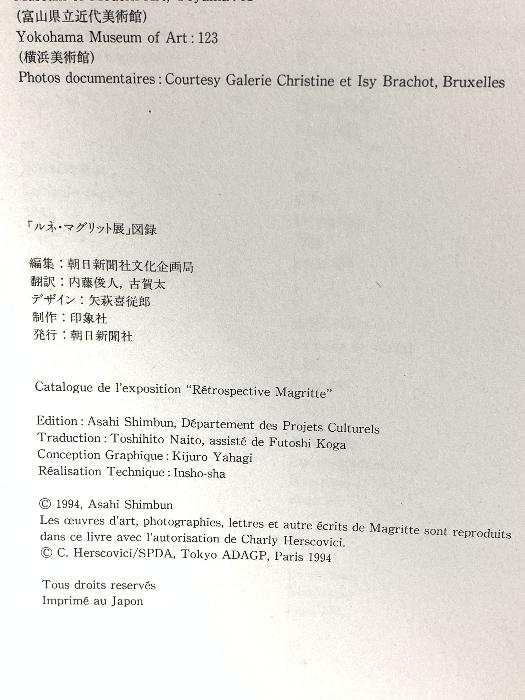 (富山県立近代美術館)
Yokohama Museum of Art : 123
(横浜美術館)
Photos documentaires : Courtesy Galerie Christine et Isy Brachot, Bruxelles
「ルネ・マグリット展」図録
編集：朝日新聞社文化企画局
翻訳：内藤俊人, 古賀太
デザイン：矢萩喜従郎
制作：印象社
発行：朝日新聞社
Catalogue de l'exposition “Rétrospective Magritte”
Edition : Asahi Shimbun, Département des Projets Culturels
Traduction : Toshihito Naito, assisté de Futoshi Koga
Conception Graphique : Kijuro Yahagi
Réalisation Technique : Insho-sha
© 1994, Asahi Shimbun
Les œuvres d'art, photographies, lettres et autre écrits de Magritte sont reproduits
dans ce livre avec l'autorisation de Charly Herscovici.
© C. Herscovici/SPDA, Tokyo ADAGP, Paris 1994
Tous droits reservés
Imprimé au Japon